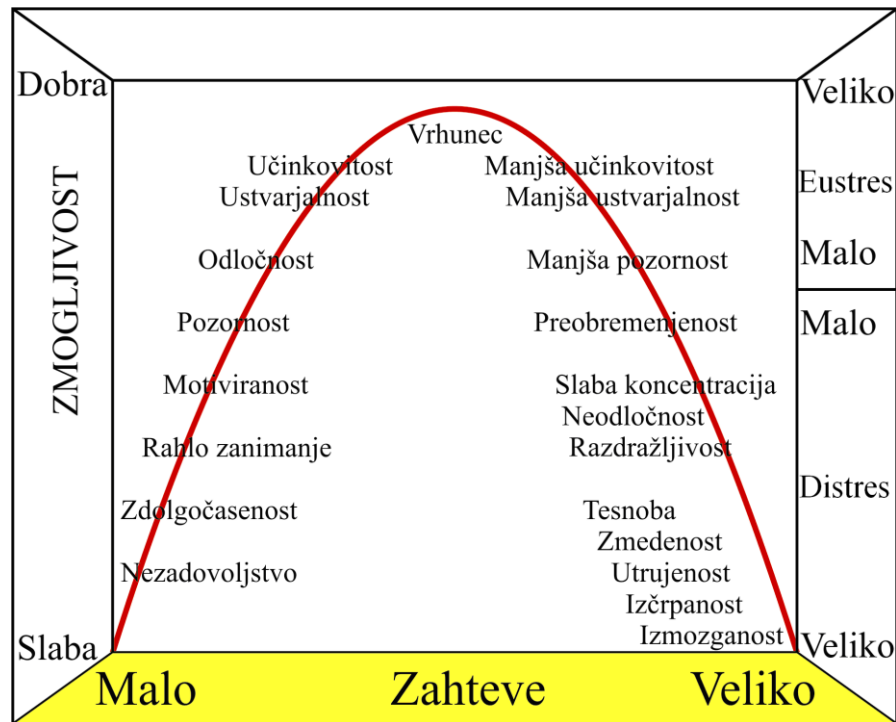 Dobra
Veliko
Vrhunec
Učinkovitost
Manjša učinkovitost
Ustvarjalnost
Manjša ustvarjalnost
Eustres
ZMOGLJIVOST
Odločnost
Manjša pozornost
Malo
Pozornost
Preobremenjenost
Malo
Motiviranost
Slaba koncentracija
Neodločnost
Rahlo zanimanje
Razdražljivost
Distres
Zdolgočasenost
Tesnoba
Zmedenost
Nezadovoljstvo
Utrujenost
Izčrpanost
Izmozganost
Slaba
Veliko
Malo
Zahteve
Veliko